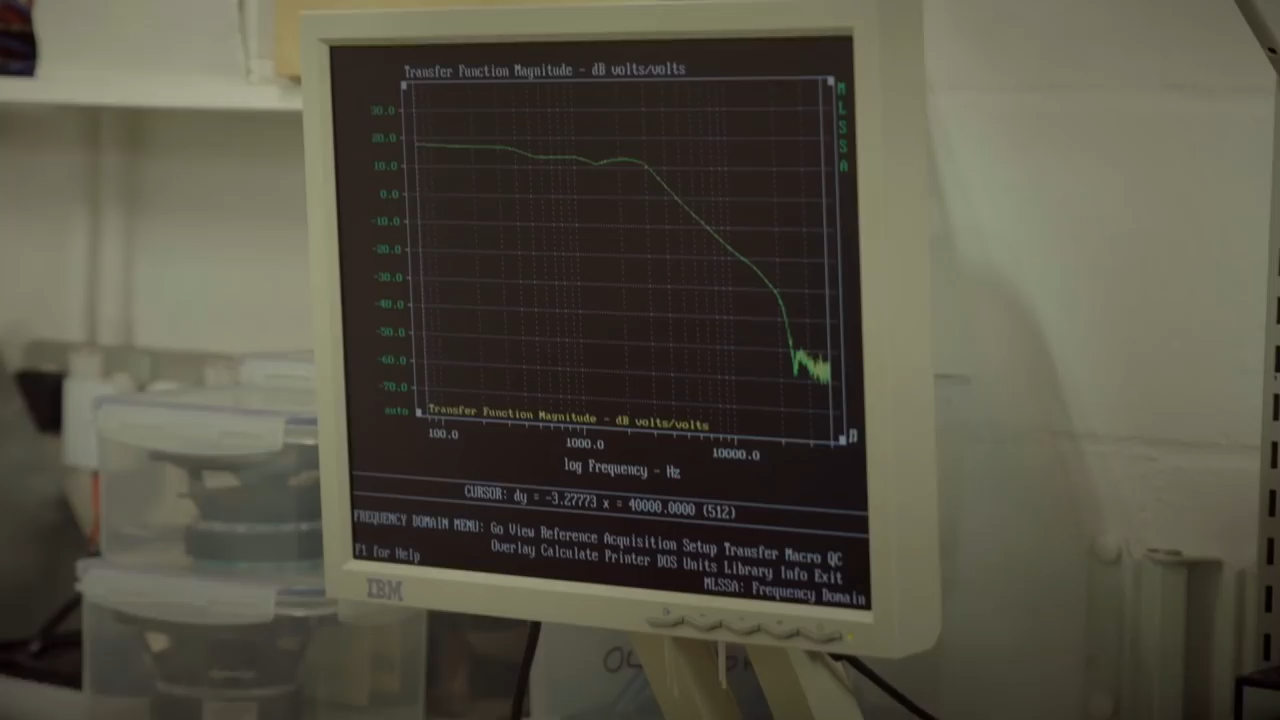 Transfer Function Magnitude - dB volts/volts
MLSSA
30.0
20.0
10.0
0.0
-10.0
-20.0
-30.0
-40.0
-50.0
-60.0
-70.0
auto
Transfer Function Magnitude - dB volts/volts
100.0 1000.0 10000.0
log Frequency - Hz
CURSOR: dy = -3.27773 x = 40000.0000 (512)
FREQUENCY DOMAIN MENU: Go View Reference Acquisition Setup Transfer Macro QC
Overlay Calculate Printer DOS Units Library Info Exit
F1 for Help
MLSSA: Frequency Domain
IBM